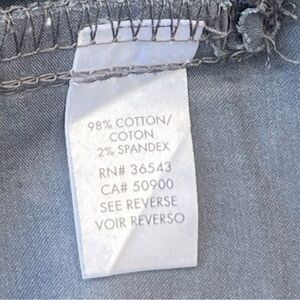 98% COTTON/
COTON
2% SPANDEX
RN# 36543
CA# 50900
SEE REVERSE
VOIR REVERSO